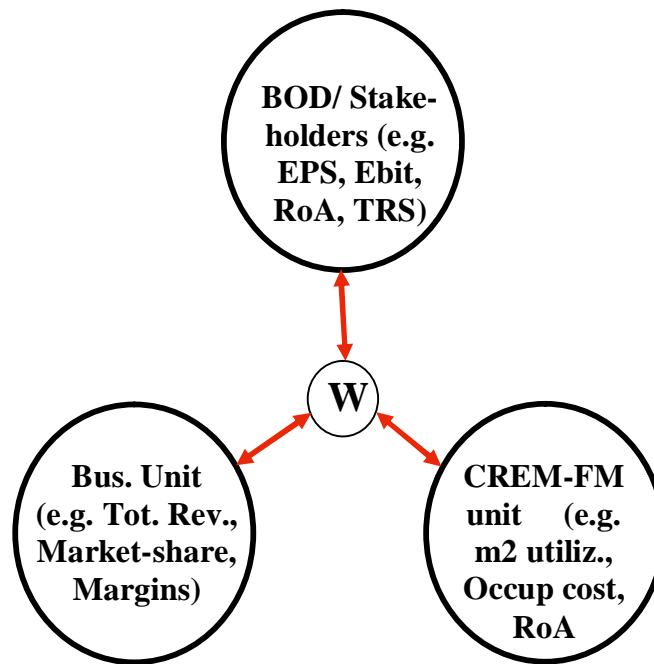 BOD/ Stake-
holders (e.g.
EPS, Ebit,
RoA, TRS)
W
Bus. Unit
(e.g. Tot. Rev.,
Market-share,
Margins)
CREM-FM
unit (e.g.
m2 utiliz.,
Occup cost,
RoA